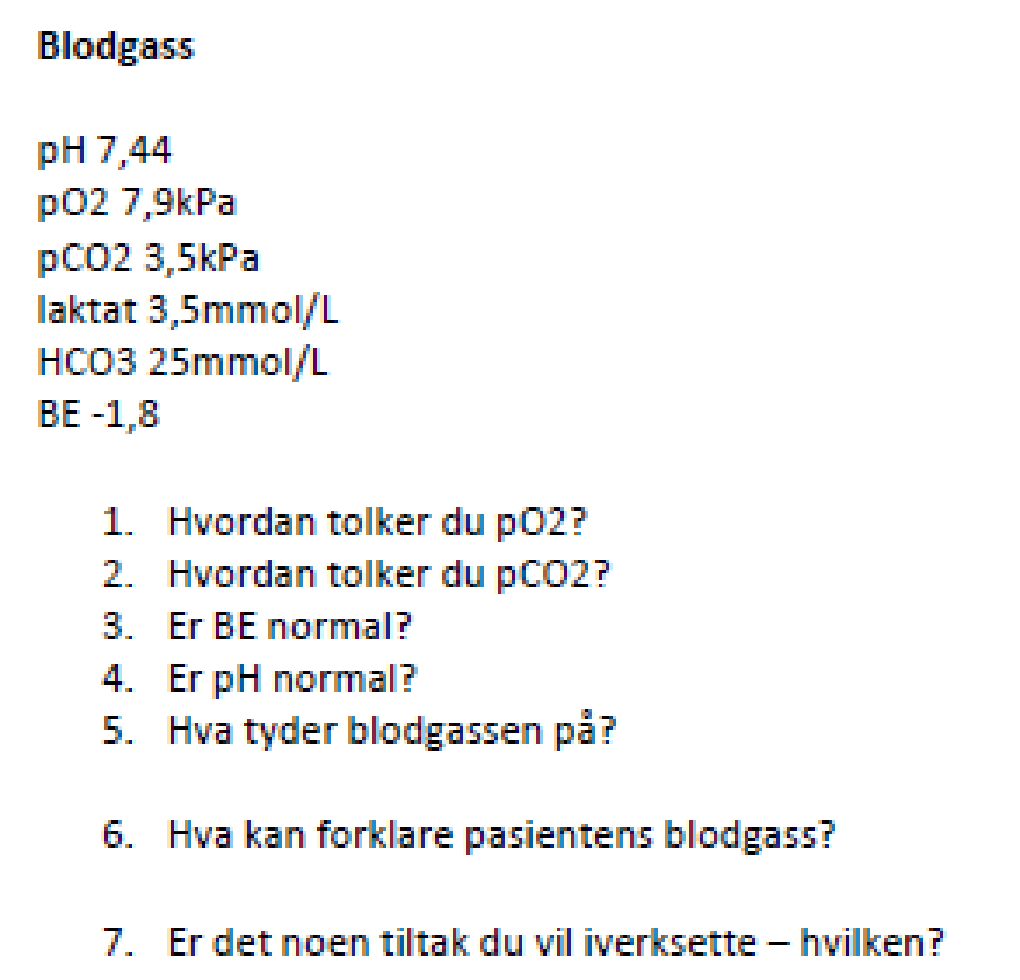 Blodgass
pH 7,44
pO2 7,9kPa
pCO2 3,5kPa
laktat 3,5mmol/L
HCO3 25mmol/L
BE -1,8
1. Hvordan tolker du pO2?
2. Hvordan tolker du pCO2?
3. Er BE normal?
4. Er pH normal?
5. Hva tyder blodgassen på?
6. Hva kan forklare pasientens blodgass?
7. Er det noen tiltak du vil iverksette – hvilken?